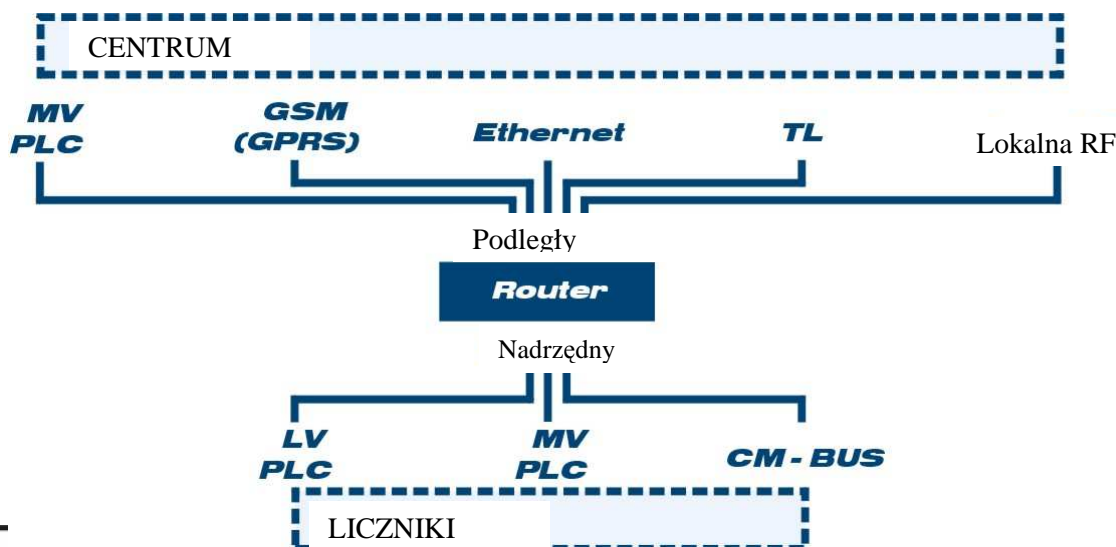 CENTRUM
MV
PLC
GSM
(GPRS)
Ethernet
TL
Lokalna RF
Podległy
Router
Nadrzędny
LV
PLC
MV
PLC
CM - BUS
LICZNIKI